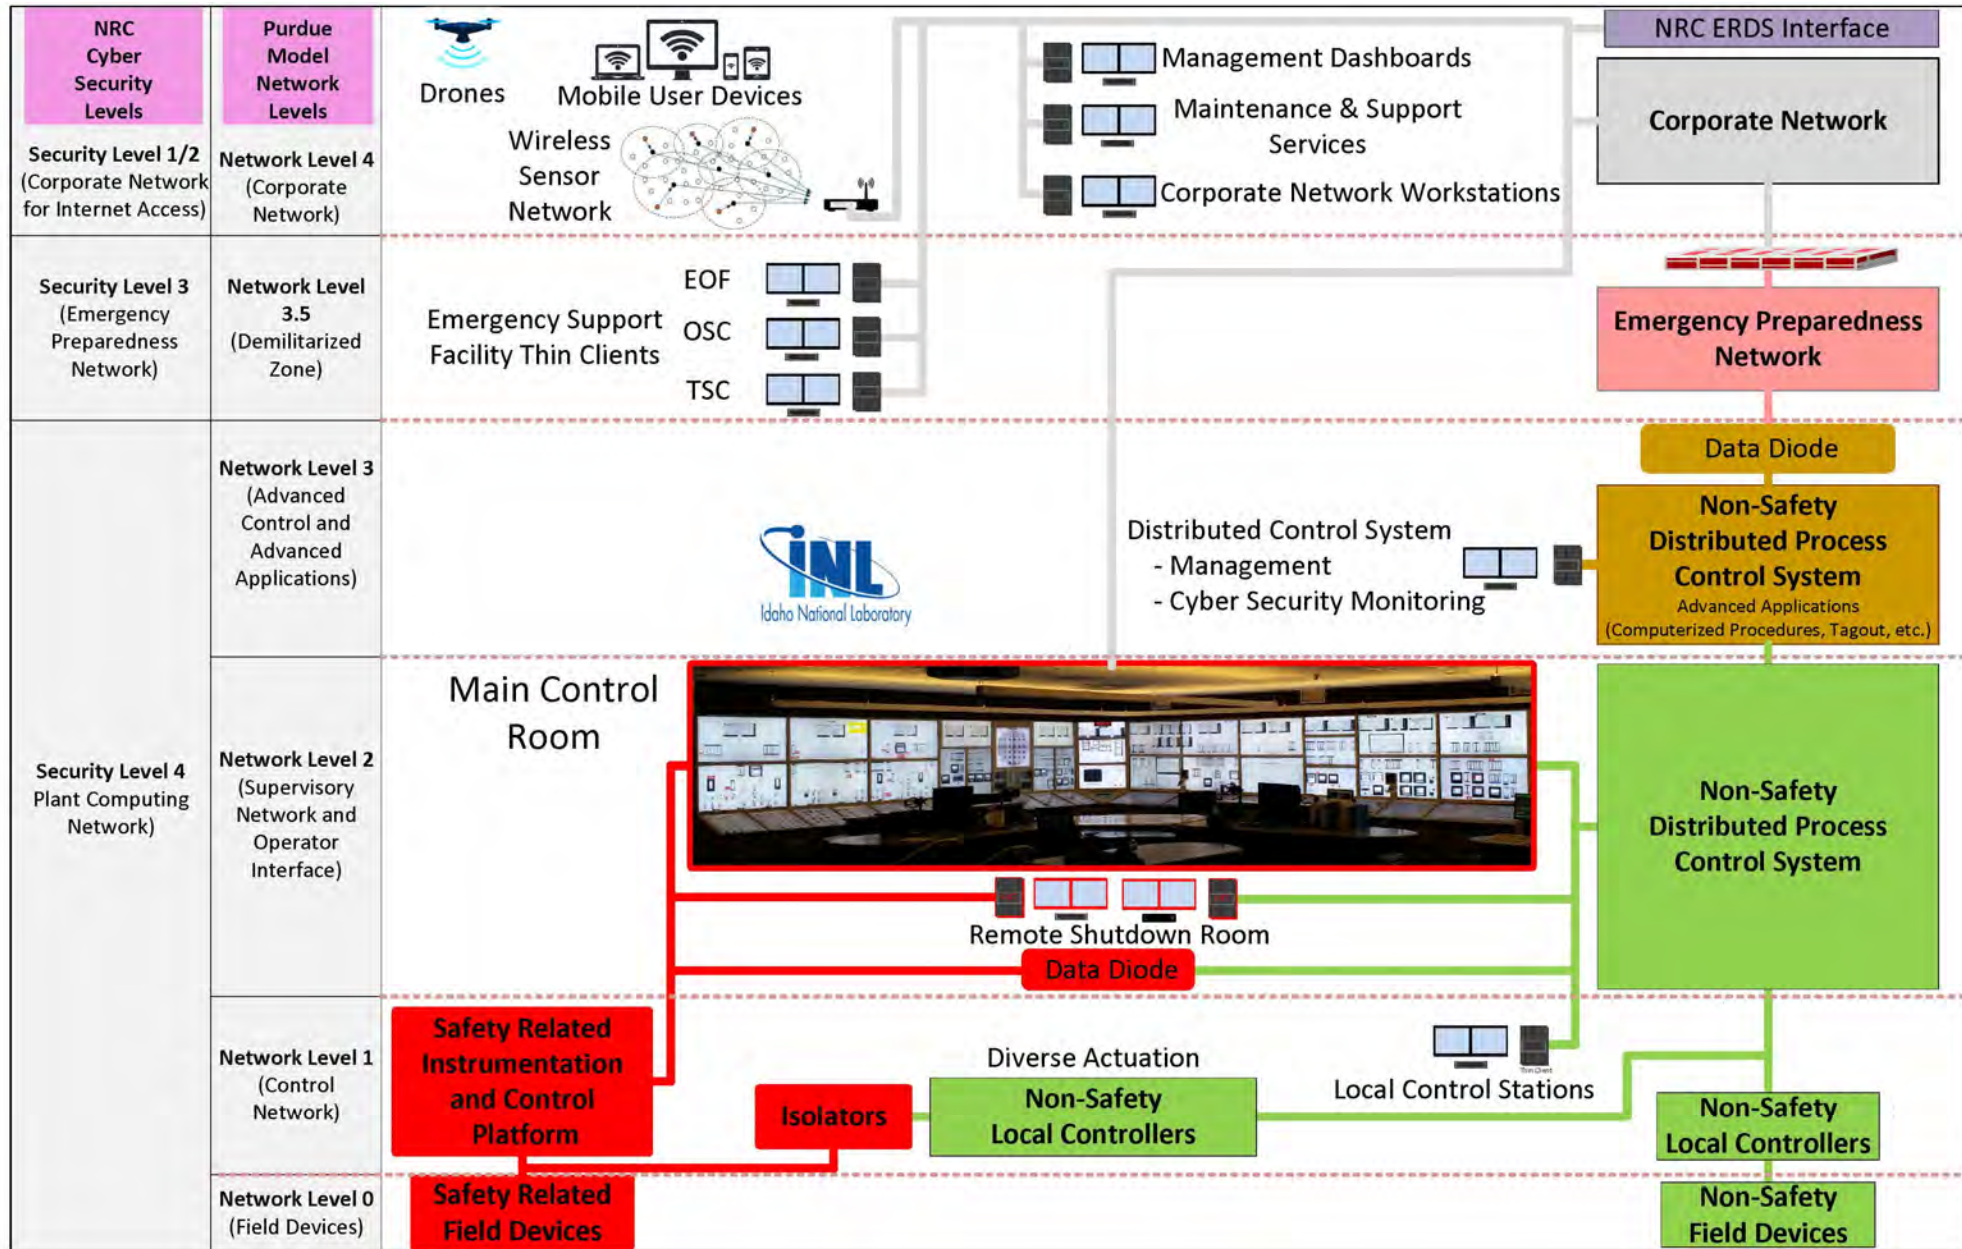 NRC
Cyber
Security
Levels
Purdue
Model
Network
Levels
Security Level 1/2
(Corporate Network
for Internet Access)
Network Level 4
(Corporate
Network)
Drones
Mobile User Devices
Wireless
Sensor
Network
Management Dashboards
Maintenance & Support
Services
Corporate Network Workstations
NRC ERDS Interface
Corporate Network
Security Level 3
(Emergency
Preparedness
Network)
Network Level
3.5
(Demilitarized
Zone)
Emergency Support
Facility Thin Clients
EOF
OSC
TSC
Emergency Preparedness
Network
Security Level 4
Plant Computing
Network)
Network Level 3
(Advanced
Control and
Advanced
Applications)
INL
Idaho National Laboratory
Distributed Control System
- Management
- Cyber Security Monitoring
Data Diode
Non-Safety
Distributed Process
Control System
Advanced Applications
(Computerized Procedures, Tagout, etc.)
Network Level 2
(Supervisory
Network and
Operator
Interface)
Main Control
Room
Remote Shutdown Room
Data Diode
Non-Safety
Distributed Process
Control System
Network Level 1
(Control
Network)
Safety Related
Instrumentation
and Control
Platform
Isolators
Diverse Actuation
Non-Safety
Local Controllers
Thin Client
Local Control Stations
Non-Safety
Local Controllers
Network Level 0
(Field Devices)
Safety Related
Field Devices
Non-Safety
Field Devices